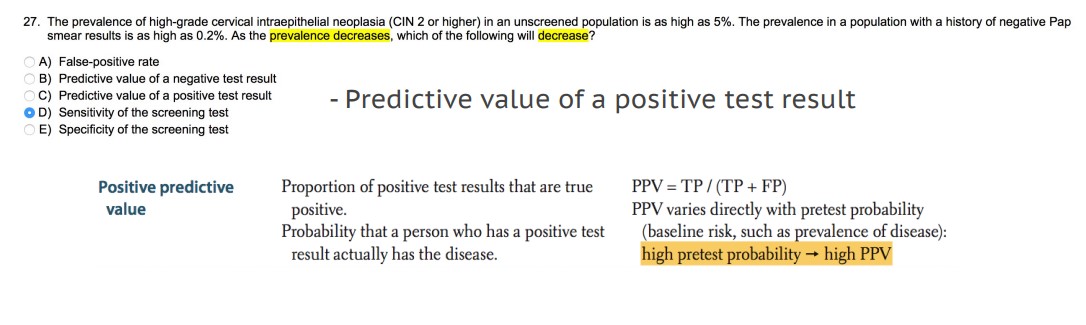 27. The prevalence of high-grade cervical intraepithelial neoplasia (CIN 2 or higher) in an unscreened population is as high as 5%. The prevalence in a population with a history of negative Pap
smear results is as high as 0.2%. As the prevalence decreases, which of the following will decrease?
A) False-positive rate
B) Predictive value of a negative test result
C) Predictive value of a positive test result
D) Sensitivity of the screening test
E) Specificity of the screening test
- Predictive value of a positive test result
Positive predictive
value
Proportion of positive test results that are true
positive.
Probability that a person who has a positive test
result actually has the disease.
PPV = TP / (TP + FP)
PPV varies directly with pretest probability
(baseline risk, such as prevalence of disease):
high pretest probability → high PPV